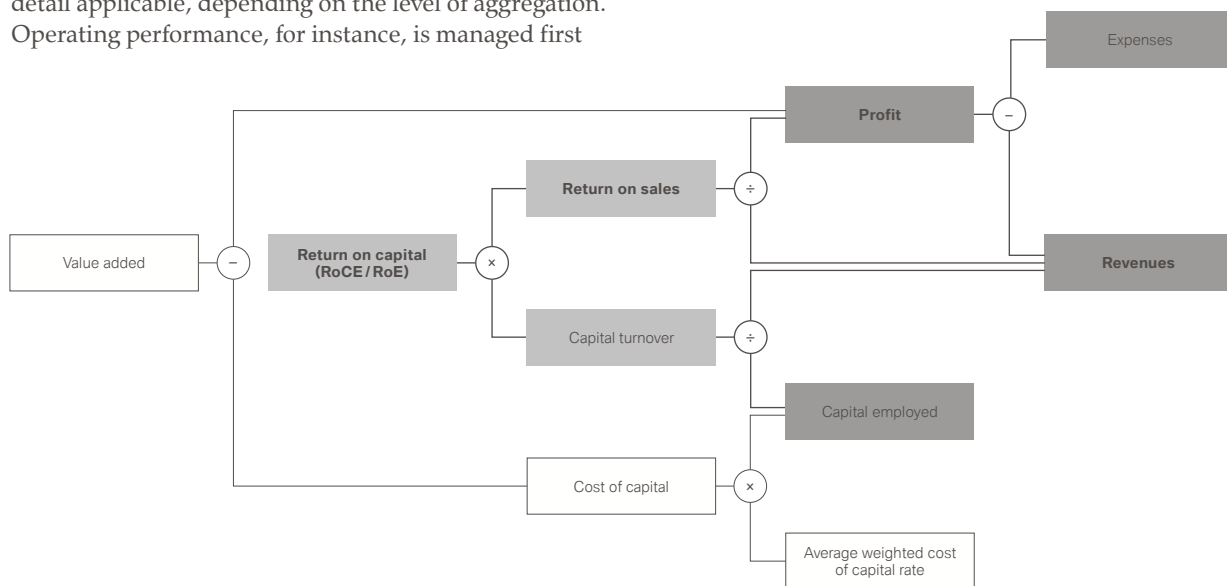 detail applicable, depending on the level of aggregation.
Operating performance, for instance, is managed first
Expenses
Profit
–
Return on sales
÷
Value added
–
Return on capital
(RoCE / RoE)
×
Revenues
Capital turnover
÷
Capital employed
Cost of capital
×
Average weighted cost
of capital rate